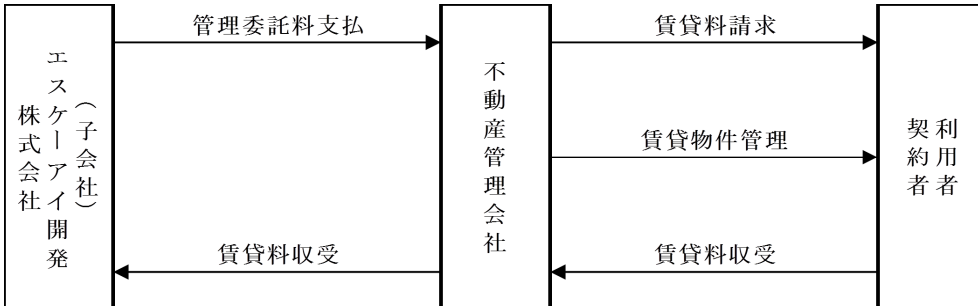 (子会社)
エスケーアイ開発
株式会社
管理委託料支払
賃貸料収受
不動産管理会社
賃貸料請求
賃貸物件管理
賃貸料収受
利用者
契約者